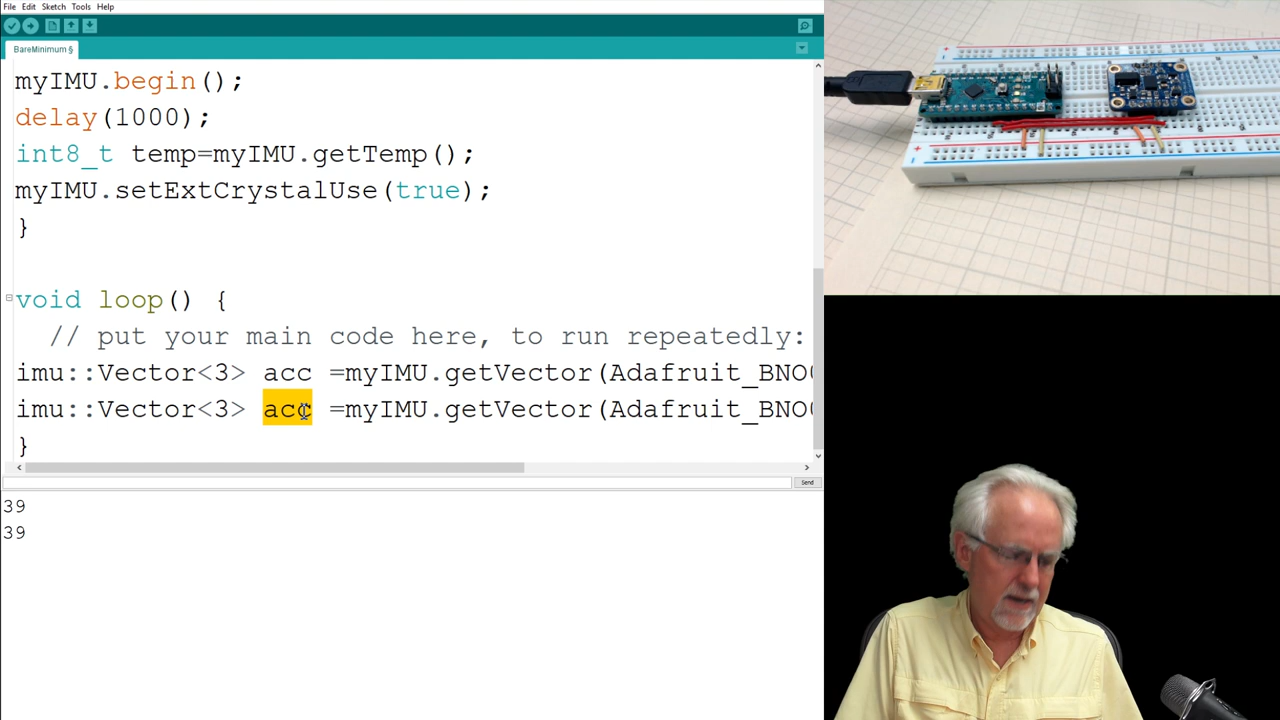 File Edit Sketch Tools Help
BareMinimum §
myIMU.begin();
delay(1000);
int8_t temp=myIMU.getTemp();
myIMU.setExtCrystalUse(true);
}
void loop() {
// put your main code here, to run repeatedly:
imu::Vector<3> acc =myIMU.getVector(Adafruit_BNO0
imu::Vector<3> acc =myIMU.getVector(Adafruit_BNO0
}
Send
39
39